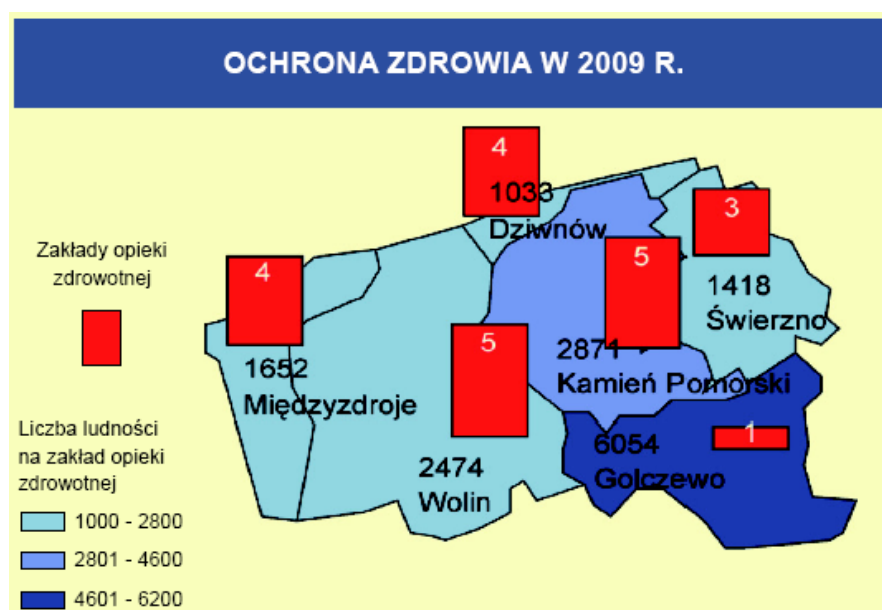 OCHRONA ZDROWIA W 2009 R.
Zakłady opieki
zdrowotnej
Liczba ludności
na zakład opieki
zdrowotnej
1000 - 2800
2801 - 4600
4601 - 6200
4
1033
Dziwnów
3
1418
Świerzno
4
1652
Międzyzdroje
5
2871
Kamień Pomorski
5
2474
Wolin
1
6054
Golczewo